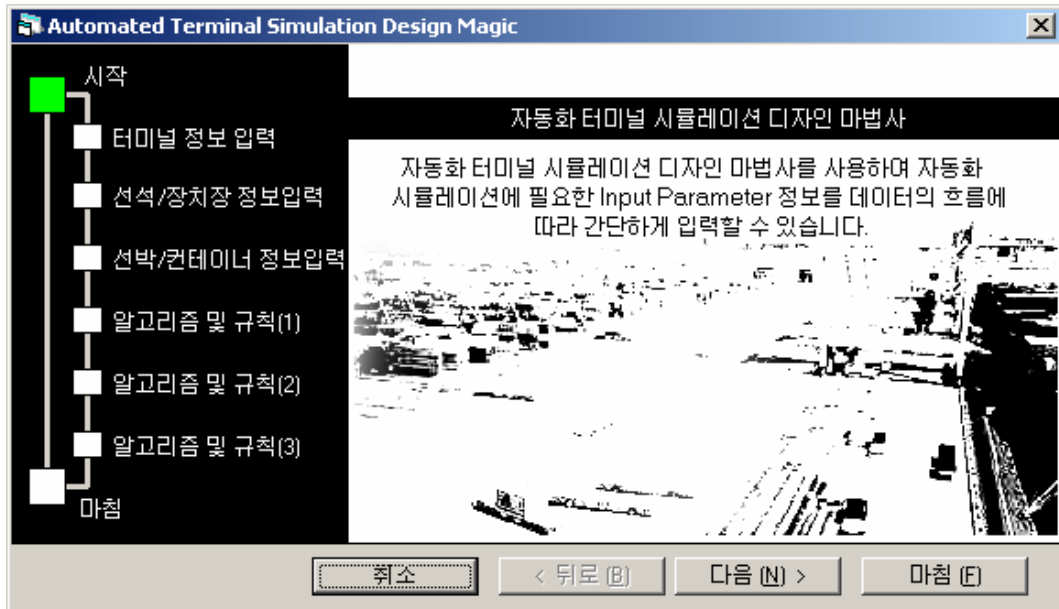 Automated Terminal Simulation Design Magic
시작
터미널 정보 입력
선석/장치장 정보입력
선박/컨테이너 정보입력
알고리즘 및 규칙(1)
알고리즘 및 규칙(2)
알고리즘 및 규칙(3)
마침
자동화 터미널 시뮬레이션 디자인 마법사
자동화 터미널 시뮬레이션 디자인 마법사를 사용하여 자동화
시뮬레이션에 필요한 Input Parameter 정보를 데이터의 흐름에
따라 간단하게 입력할 수 있습니다.
취소
< 뒤로 (B)
다음 (N) >
마침 (F)